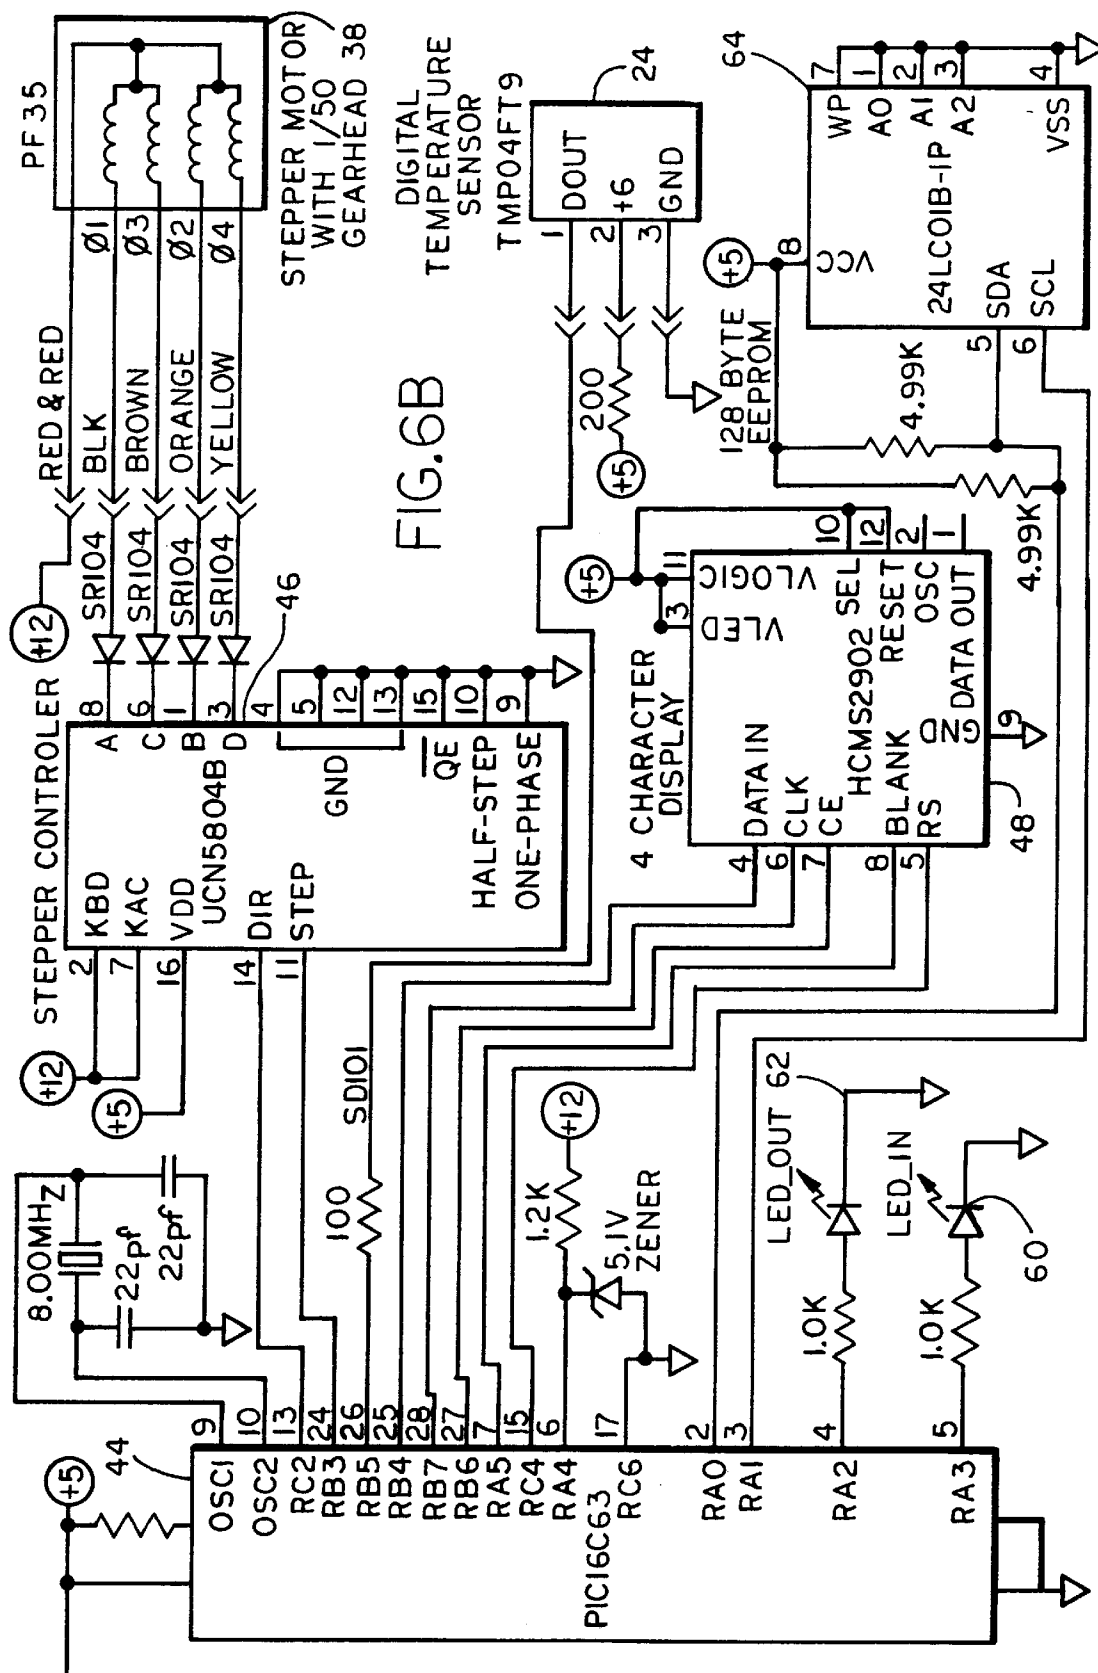 PF35
STEPPER MOTOR
WITH 1/50
GEARHEAD 38
+12
RED & RED
BLK
BROWN
ORANGE
YELLOW
Ø1
Ø3
Ø2
Ø4
SR104
SR104
SR104
SR104
STEPPER CONTROLLER
46
+12
+5
2
7
16
14
11
KBD
KAC
VDD
UCN5804B
DIR
STEP
8
6
1
3
4
5
12
13
15
10
9
A
C
B
D
GND
QE
HALF-STEP
ONE-PHASE
FIG.6B
DIGITAL
TEMPERATURE
SENSOR
TMP04FT9
24
1
2
3
DOUT
+6
GND
200
+5
64
128 BYTE
EEPROM
+5
8
VCC
24LC01B-IP
SDA
SCL
5
6
WP
A0
A1
A2
VSS
7
1
2
3
4
4.99K
4.99K
4 CHARACTER
DISPLAY
+5
3
11
VLED
VLOGIC
DATA IN
CLK
CE
BLANK
RS
4
6
7
8
5
HCMS2902
SEL
RESET
OSC
DATA OUT
10
12
2
1
GND
9
48
8.00MHZ
22pf
22pf
100
SD101
1.2K
+12
5.1V
ZENER
LED_OUT
62
LED_IN
60
1.0K
1.0K
+5
44
9
10
13
24
26
25
28
27
7
15
6
17
2
3
4
5
OSC1
OSC2
RC2
RB3
RB5
RB4
RB7
RB6
RA5
RC4
RA4
RC6
RA0
RA1
RA2
RA3
PIC16C63